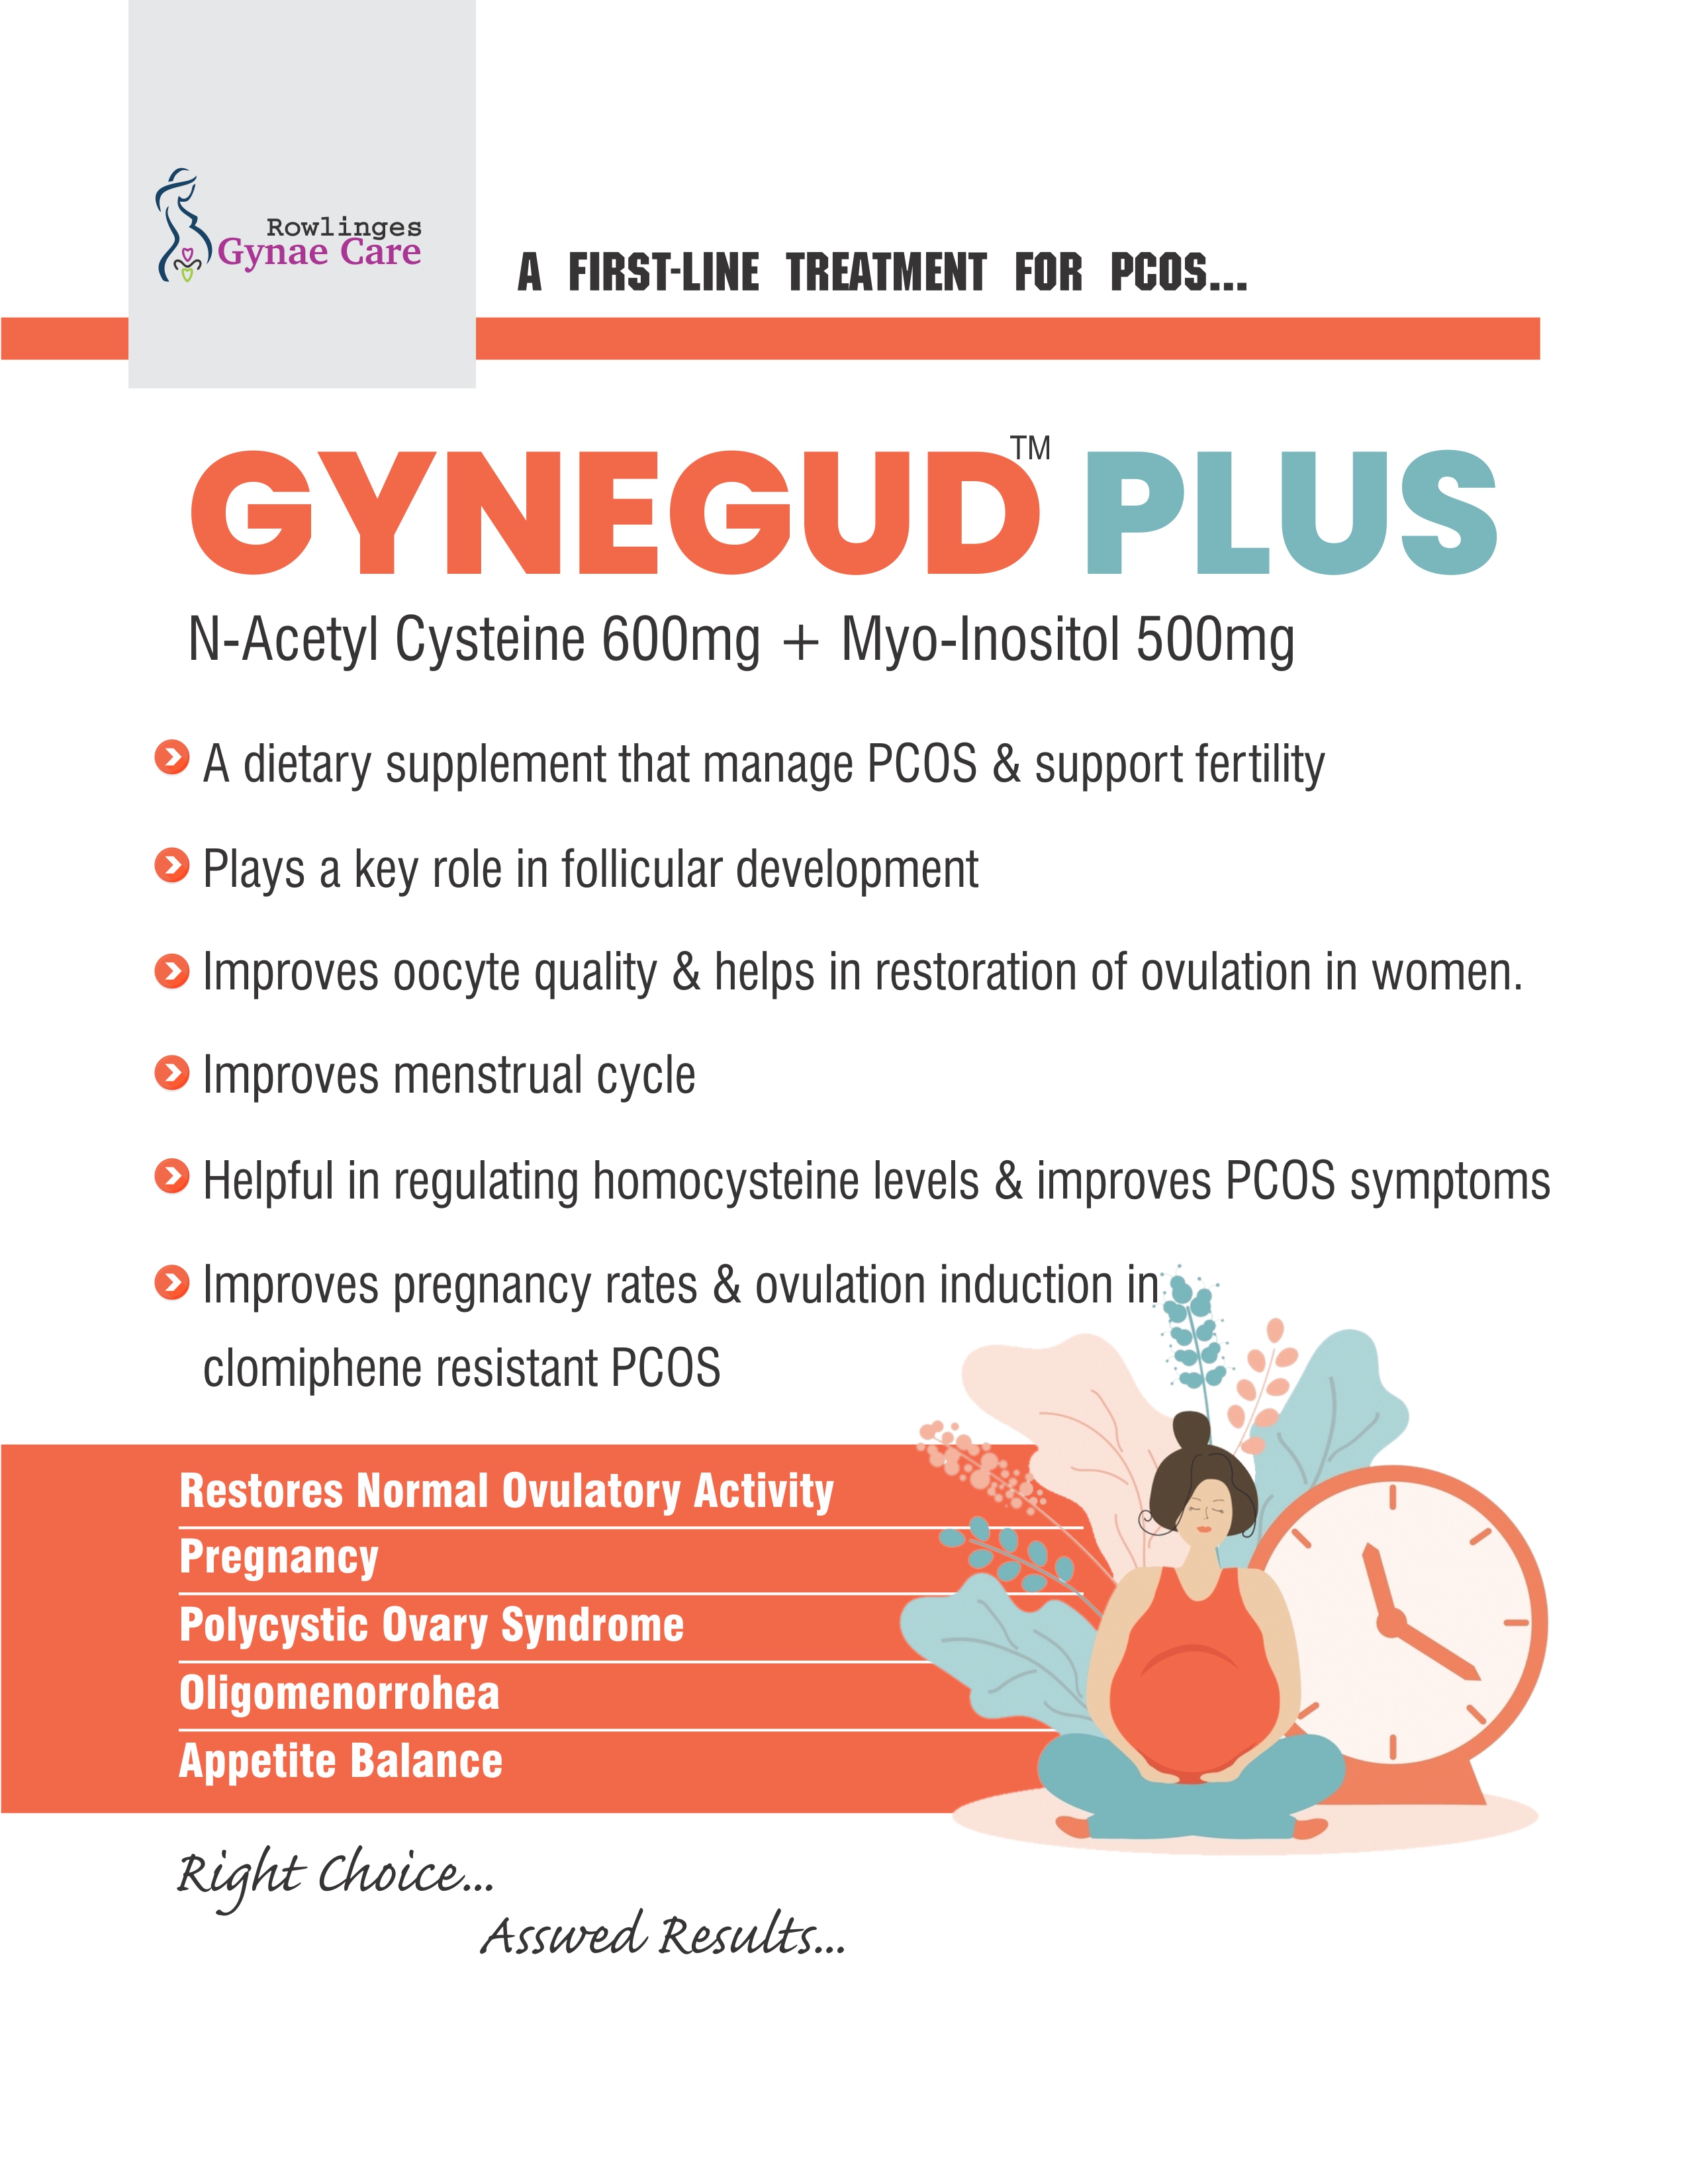 Rowlinges
Gynae Care
A FIRST-LINE TREATMENT FOR PCOS...
GYNEGUD™ PLUS
N-Acetyl Cysteine 600mg + Myo-Inositol 500mg
A dietary supplement that manage PCOS & support fertility
Plays a key role in follicular development
Improves oocyte quality & helps in restoration of ovulation in women.
Improves menstrual cycle
Helpful in regulating homocysteine levels & improves PCOS symptoms
Improves pregnancy rates & ovulation induction in
clomiphene resistant PCOS
Restores Normal Ovulatory Activity
Pregnancy
Polycystic Ovary Syndrome
Oligomenorrohea
Appetite Balance
Right Choice...
Assured Results...